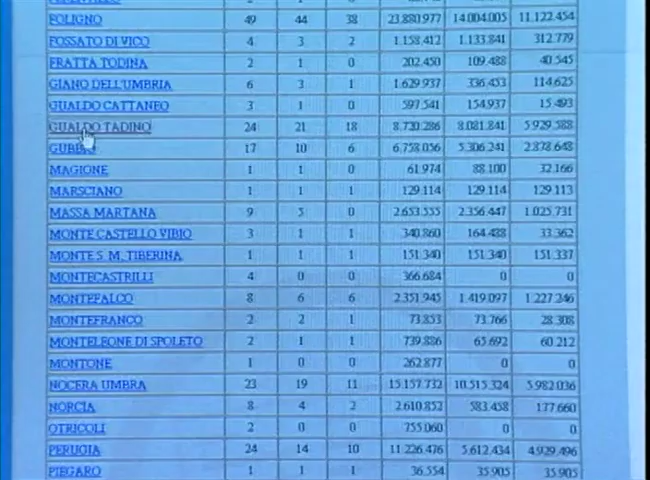 FOLIGNO 49 44 38 23.880.977 14.004.005 11.122.454
FOSSATO DI VICO 4 3 2 1.158.412 1.133.841 312.779
FRATTA TODINA 2 1 0 202.450 109.488 40.545
GIANO DELL'UMBRIA 6 3 1 1.629.937 336.453 114.625
GUALDO CATTANEO 3 1 0 597.541 154.937 15.493
GUALDO TADINO 24 21 18 8.720.286 8.081.841 5.929.588
GUBBIO 17 10 6 6.758.056 5.306.241 2.878.648
MAGIONE 1 1 0 61.974 88.100 32.166
MARSCIANO 1 1 1 129.114 129.114 129.113
MASSA MARTANA 9 5 0 2.653.555 2.356.447 1.025.731
MONTE CASTELLO VIBIO 3 1 1 340.860 164.488 33.362
MONTE S. M. TIBERINA 1 1 1 151.340 151.340 151.337
MONTECASTRILLI 4 0 0 366.684 0 0
MONTEFALCO 8 6 6 2.351.945 1.419.097 1.227.246
MONTEFRANCO 2 2 1 73.853 73.766 28.308
MONTELEONE DI SPOLETO 2 1 1 739.886 65.692 60.212
MONTONE 1 0 0 262.877 0 0
NOCERA UMBRA 23 19 11 15.157.732 10.515.324 5.982.036
NORCIA 8 4 2 2.610.852 583.458 177.660
OTRICOLI 2 0 0 755.060 0 0
PERUGIA 24 14 10 11.226.476 5.612.434 4.929.496
PIEGARO 1 1 1 36.554 35.905 35.905